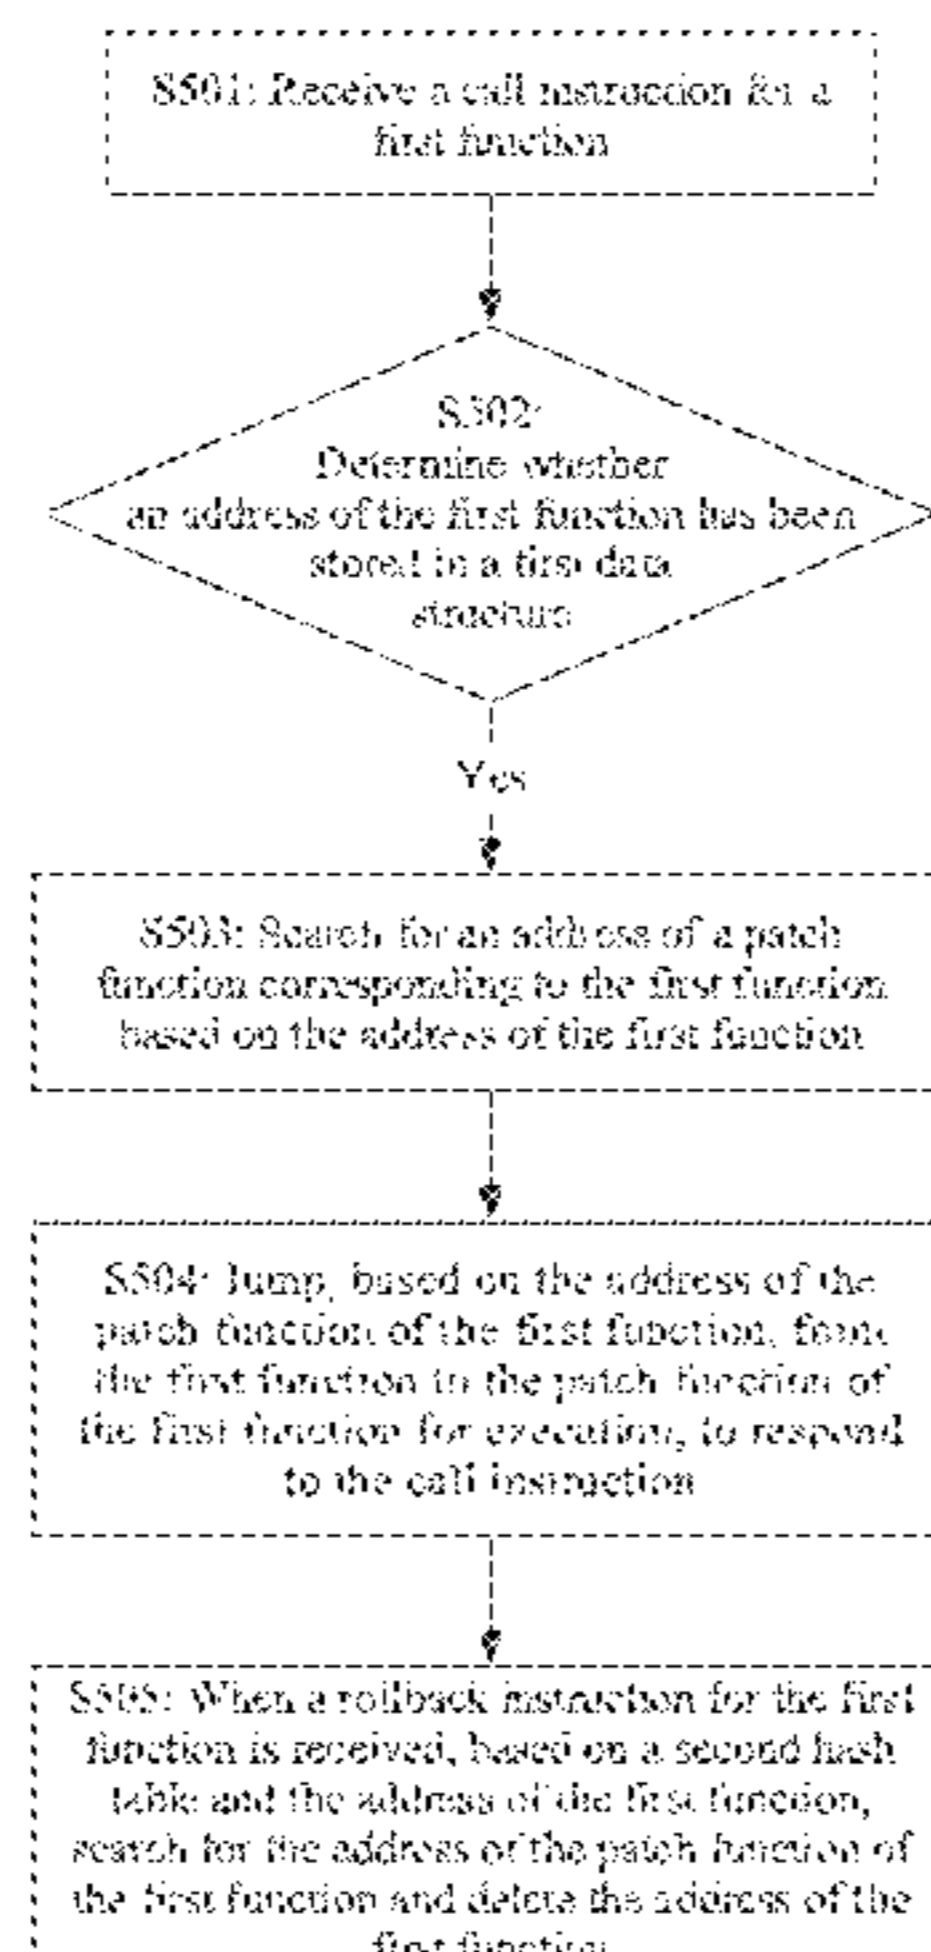 S501: Receive a call instruction for a
first function
S502:
Determine whether
an address of the first function has been
stored in a first data
structure
Yes
S503: Search for an address of a patch
function corresponding to the first function
based on the address of the first function
S504: Jump, based on the address of the
patch function of the first function, from
the first function to the patch function of
the first function for execution, to respond
to the call instruction
S505: When a rollback instruction for the first
function is received, based on a second hash
table and the address of the first function,
search for the address of the patch function of
the first function and delete the address of the
first function